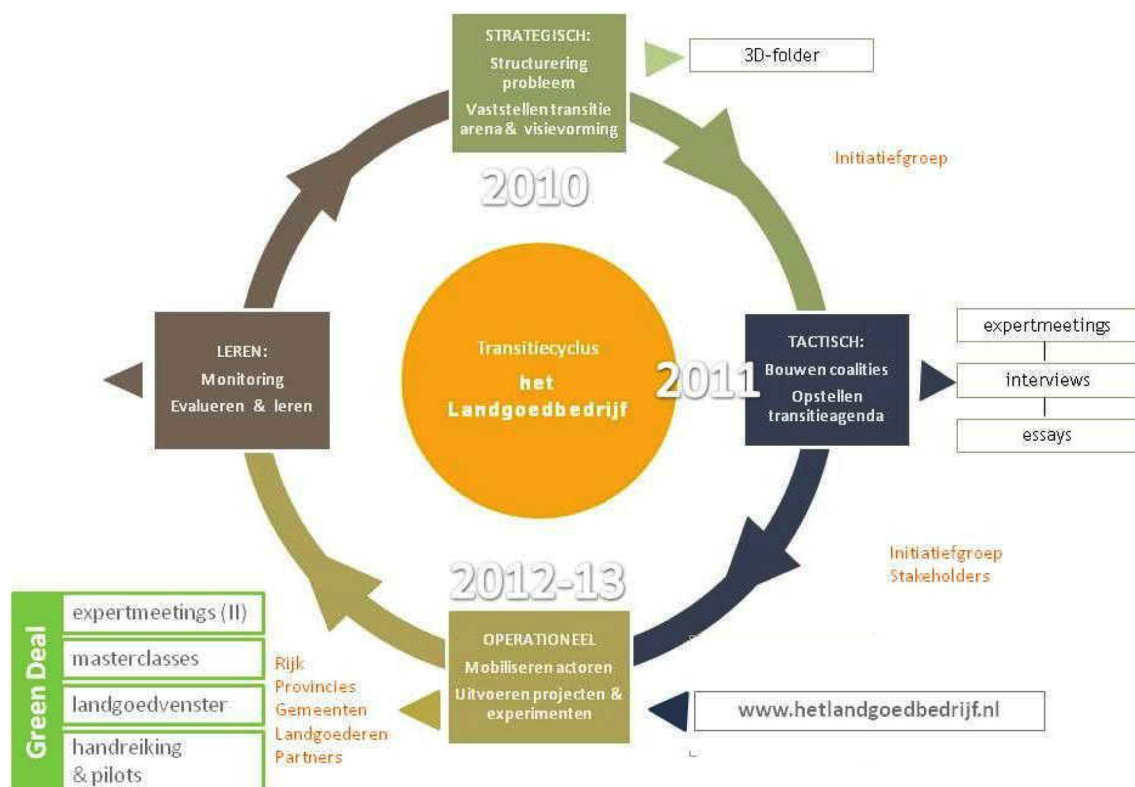 STRATEGISCH:
Structurering
probleem
Vaststellen transitie
arena & visievorming
3D-folder
2010
Initiatiefgroep
LEREN:
Monitoring
Evalueren & leren
Transitiecyclus
het
Landgoedbedrijf
2011
TACTISCH:
Bouwen coalities
Opstellen
transitieagenda
expertmeetings
interviews
essays
Initiatiefgroep
Stakeholders
2012-13
OPERATIONEEL
Mobiliseren actoren
Uitvoeren projecten &
experimenten
www.hetlandgoedbedrijf.nl
Rijk
Provincies
Gemeenten
Landgoederen
Partners
Green Deal
expertmeetings (II)
masterclasses
landgoedvenster
handreiking
& pilots